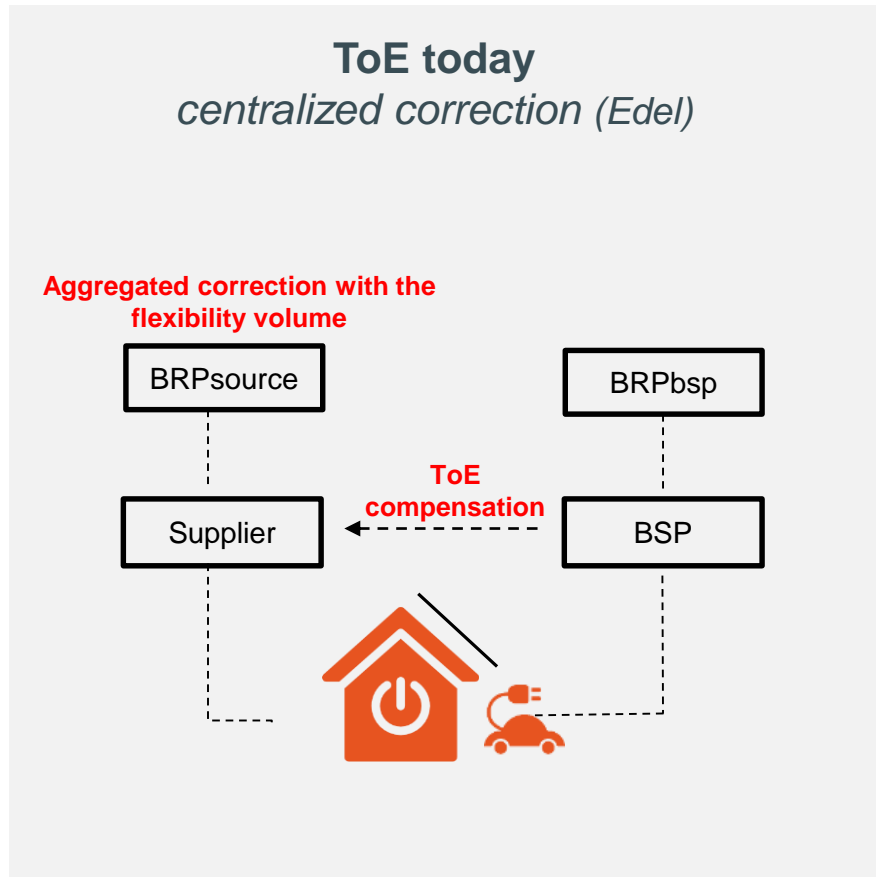 ToE today
centralized correction (Edel)
Aggregated correction with the
flexibility volume
BRPsource
BRPbsp
ToE
compensation
Supplier
BSP